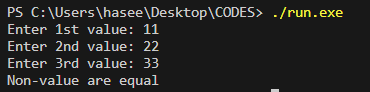 PS C:\Users\hasee\Desktop\CODES> ./run.exe
Enter 1st value: 11
Enter 2nd value: 22
Enter 3rd value: 33
Non-value are equal